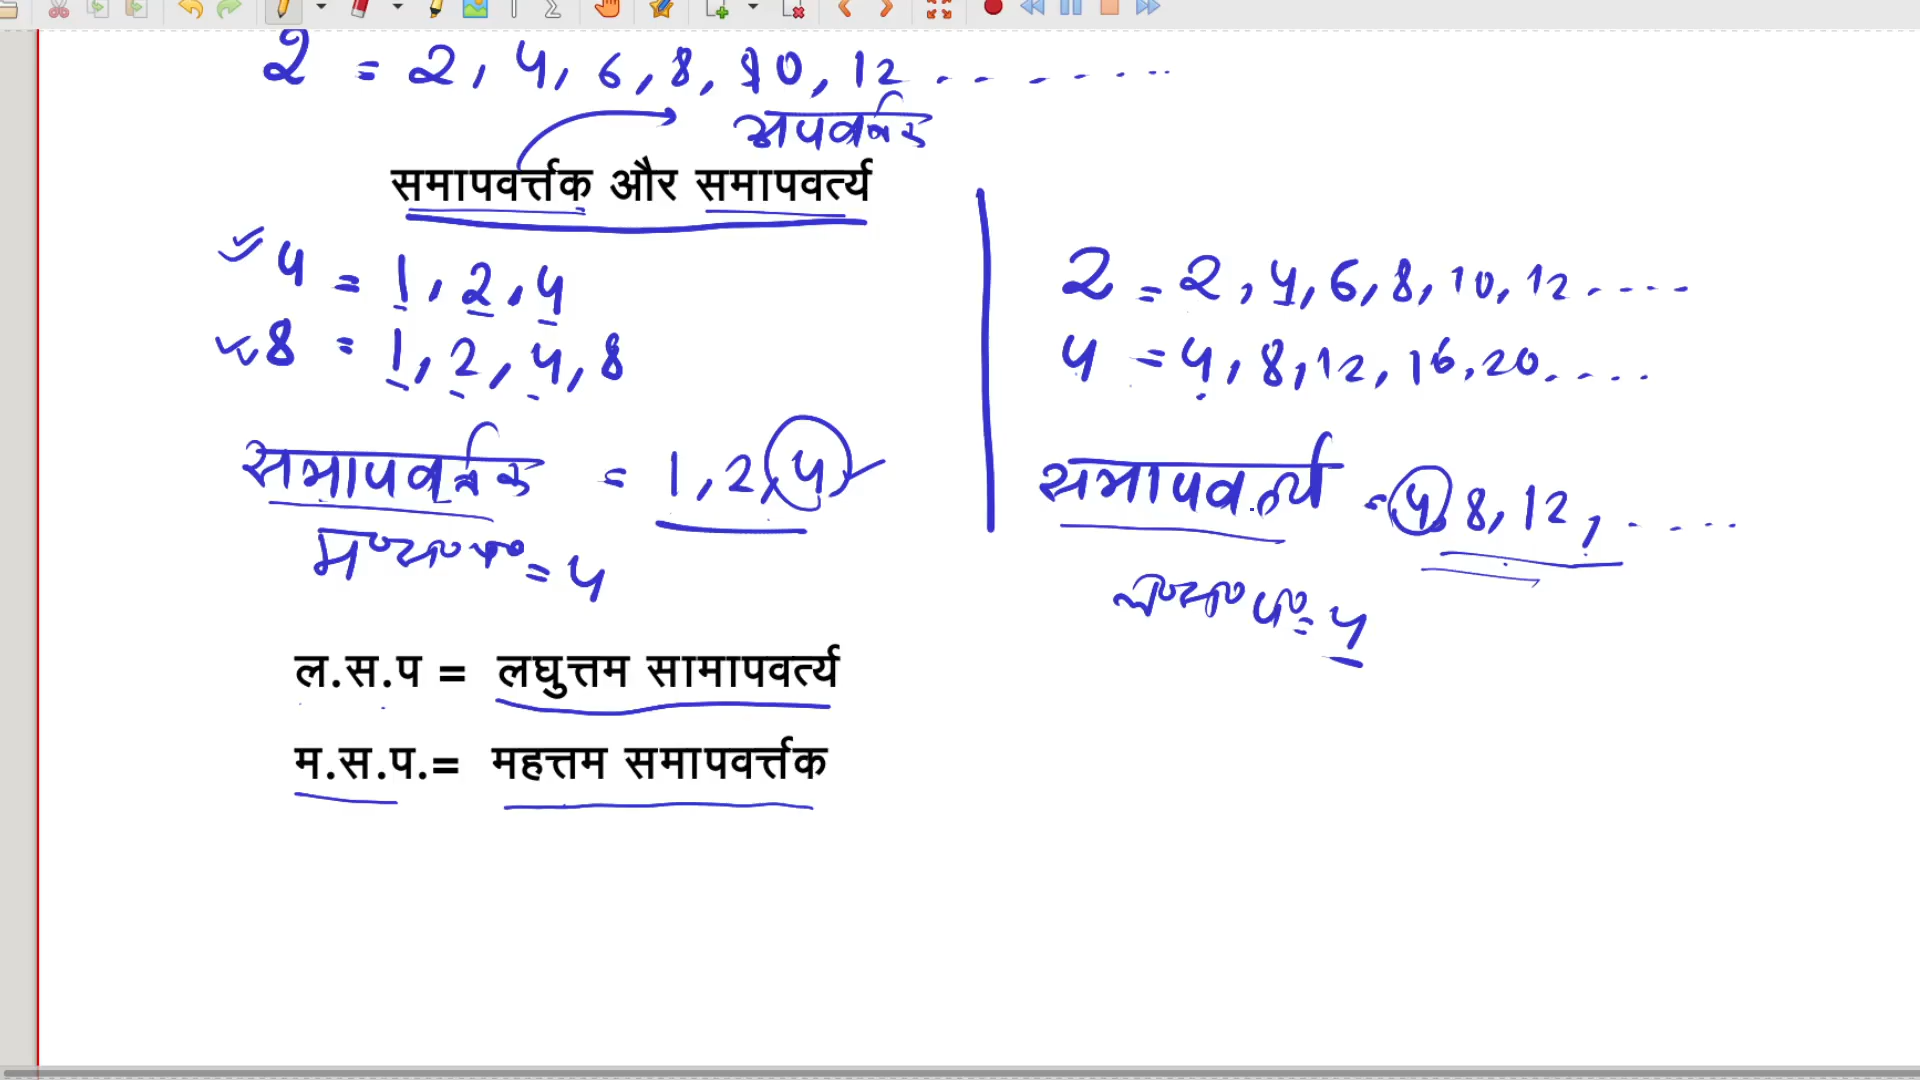 2 = 2, 4, 6, 8, 10, 12 .........
अपवर्तक
समापवर्त्तक और समापवर्त्य
4 = 1, 2, 4
8 = 1, 2, 4, 8
समापवर्तक = 1, 2, 4
म॰स॰प॰ = 4
2 = 2, 4, 6, 8, 10, 12 .....
4 = 4, 8, 12, 16, 20.....
समापवर्त्य = 4, 8, 12, .....
ल॰स॰प॰ = 4
ल.स.प = लघुत्तम सामापवर्त्य
म.स.प.= महत्तम समापवर्त्तक